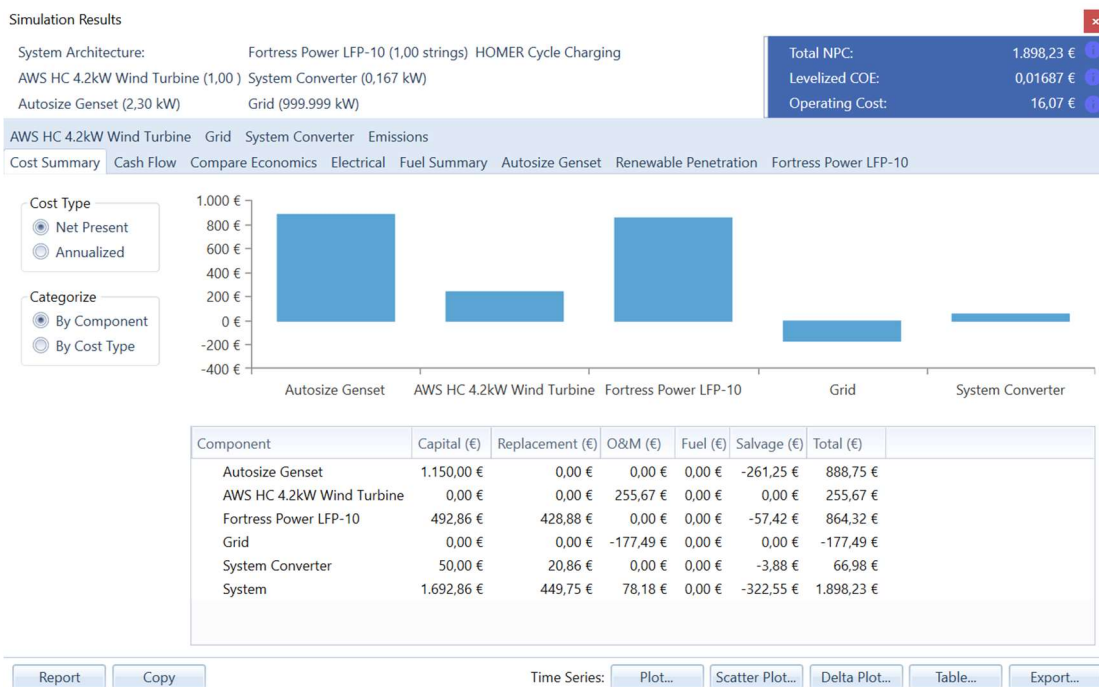 Simulation Results
×
System Architecture: Fortress Power LFP-10 (1,00 strings) HOMER Cycle Charging
AWS HC 4.2kW Wind Turbine (1,00 ) System Converter (0,167 kW)
Autosize Genset (2,30 kW) Grid (999.999 kW)
Total NPC: 1.898,23 €
Levelized COE: 0,01687 €
Operating Cost: 16,07 €
AWS HC 4.2kW Wind Turbine Grid System Converter Emissions
Cost Summary Cash Flow Compare Economics Electrical Fuel Summary Autosize Genset Renewable Penetration Fortress Power LFP-10
Cost Type
Net Present
Annualized
Categorize
By Component
By Cost Type
1.000 €
800 €
600 €
400 €
200 €
0 €
-200 €
-400 €
Autosize Genset AWS HC 4.2kW Wind Turbine Fortress Power LFP-10 Grid System Converter
Component Capital (€) Replacement (€) O&M (€) Fuel (€) Salvage (€) Total (€)
Autosize Genset 1.150,00 € 0,00 € 0,00 € 0,00 € -261,25 € 888,75 €
AWS HC 4.2kW Wind Turbine 0,00 € 0,00 € 255,67 € 0,00 € 0,00 € 255,67 €
Fortress Power LFP-10 492,86 € 428,88 € 0,00 € 0,00 € -57,42 € 864,32 €
Grid 0,00 € 0,00 € -177,49 € 0,00 € 0,00 € -177,49 €
System Converter 50,00 € 20,86 € 0,00 € 0,00 € -3,88 € 66,98 €
System 1.692,86 € 449,75 € 78,18 € 0,00 € -322,55 € 1.898,23 €
Report Copy Time Series: Plot... Scatter Plot... Delta Plot... Table... Export...